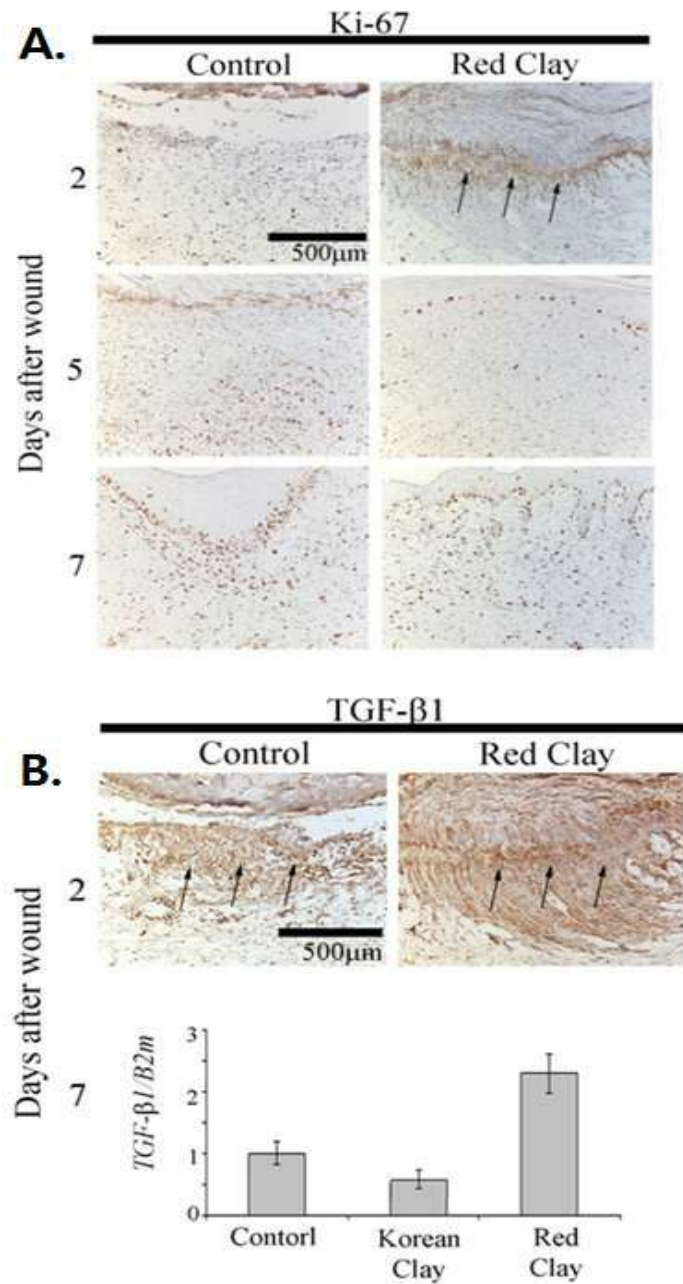 A.
Ki-67
Control Red Clay
Days after wound
2
500μm
5
7
B.
TGF-β1
Control Red Clay
Days after wound
2
500μm
7
TGF-β1/B2m
3
2
1
0
Contorl Korean Clay Red Clay